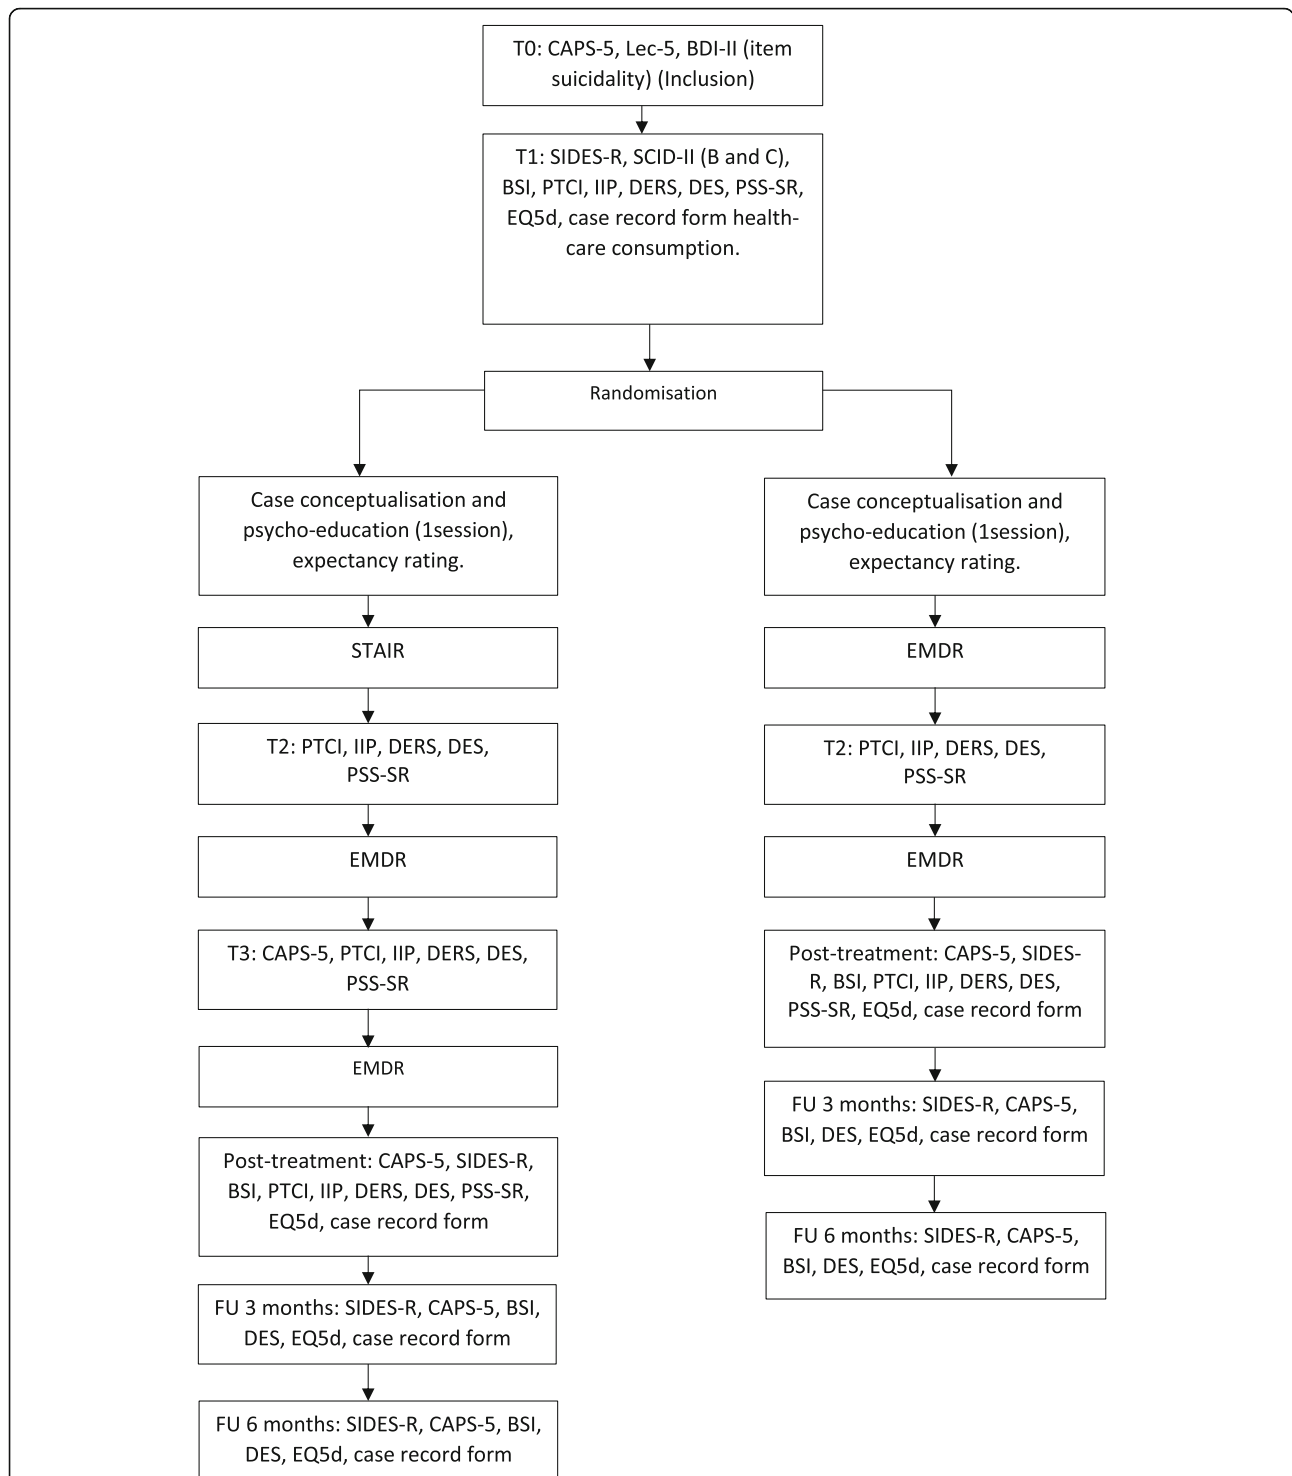 T0: CAPS-5, Lec-5, BDI-II (item
suicidality) (Inclusion)
T1: SIDES-R, SCID-II (B and C),
BSI, PTCI, IIP, DERS, DES, PSS-SR,
EQ5d, case record form health-
care consumption.
Randomisation
Case conceptualisation and
psycho-education (1session),
expectancy rating.
STAIR
T2: PTCI, IIP, DERS, DES,
PSS-SR
EMDR
T3: CAPS-5, PTCI, IIP, DERS, DES,
PSS-SR
EMDR
Post-treatment: CAPS-5, SIDES-R,
BSI, PTCI, IIP, DERS, DES, PSS-SR,
EQ5d, case record form
FU 3 months: SIDES-R, CAPS-5, BSI,
DES, EQ5d, case record form
FU 6 months: SIDES-R, CAPS-5, BSI,
DES, EQ5d, case record form
Case conceptualisation and
psycho-education (1session),
expectancy rating.
EMDR
T2: PTCI, IIP, DERS, DES,
PSS-SR
EMDR
Post-treatment: CAPS-5, SIDES-
R, BSI, PTCI, IIP, DERS, DES,
PSS-SR, EQ5d, case record form
FU 3 months: SIDES-R, CAPS-5,
BSI, DES, EQ5d, case record form
FU 6 months: SIDES-R, CAPS-5,
BSI, DES, EQ5d, case record form